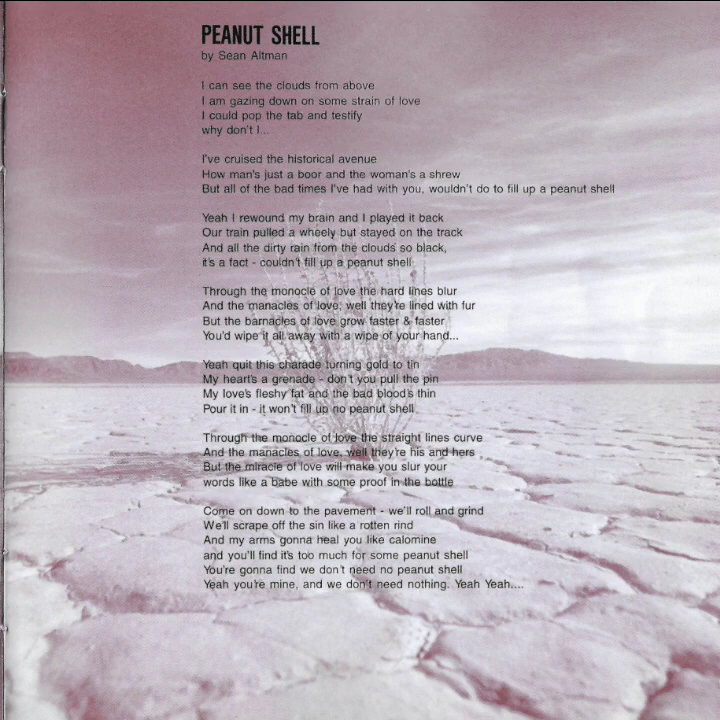 PEANUT SHELL
by Sean Altman
I can see the clouds from above
I am gazing down on some strain of love
I could pop the tab and testify
why don't I...
I've cruised the historical avenue
How man's just a boor and the woman's a shrew
But all of the bad times I've had with you, wouldn't do to fill up a peanut shell
Yeah I rewound my brain and I played it back
Our train pulled a wheely but stayed on the track
And all the dirty rain from the clouds so black,
it's a fact - couldn't fill up a peanut shell
Through the monocle of love the hard lines blur
And the manacles of love, well they're lined with fur
But the barnacles of love grow faster & faster
You'd wipe it all away with a wipe of your hand...
Yeah quit this charade turning gold to tin
My heart's a grenade - don't you pull the pin
My love's fleshy fat and the bad blood's thin
Pour it in - it won't fill up no peanut shell
Through the monocle of love the straight lines curve
And the manacles of love, well they're his and hers
But the miracle of love will make you slur your
words like a babe with some proof in the bottle
Come on down to the pavement - we'll roll and grind
We'll scrape off the sin like a rotten rind
And my arms gonna heal you like calomine
and you'll find it's too much for some peanut shell
You're gonna find we don't need no peanut shell
Yeah you're mine, and we don't need nothing. Yeah Yeah....